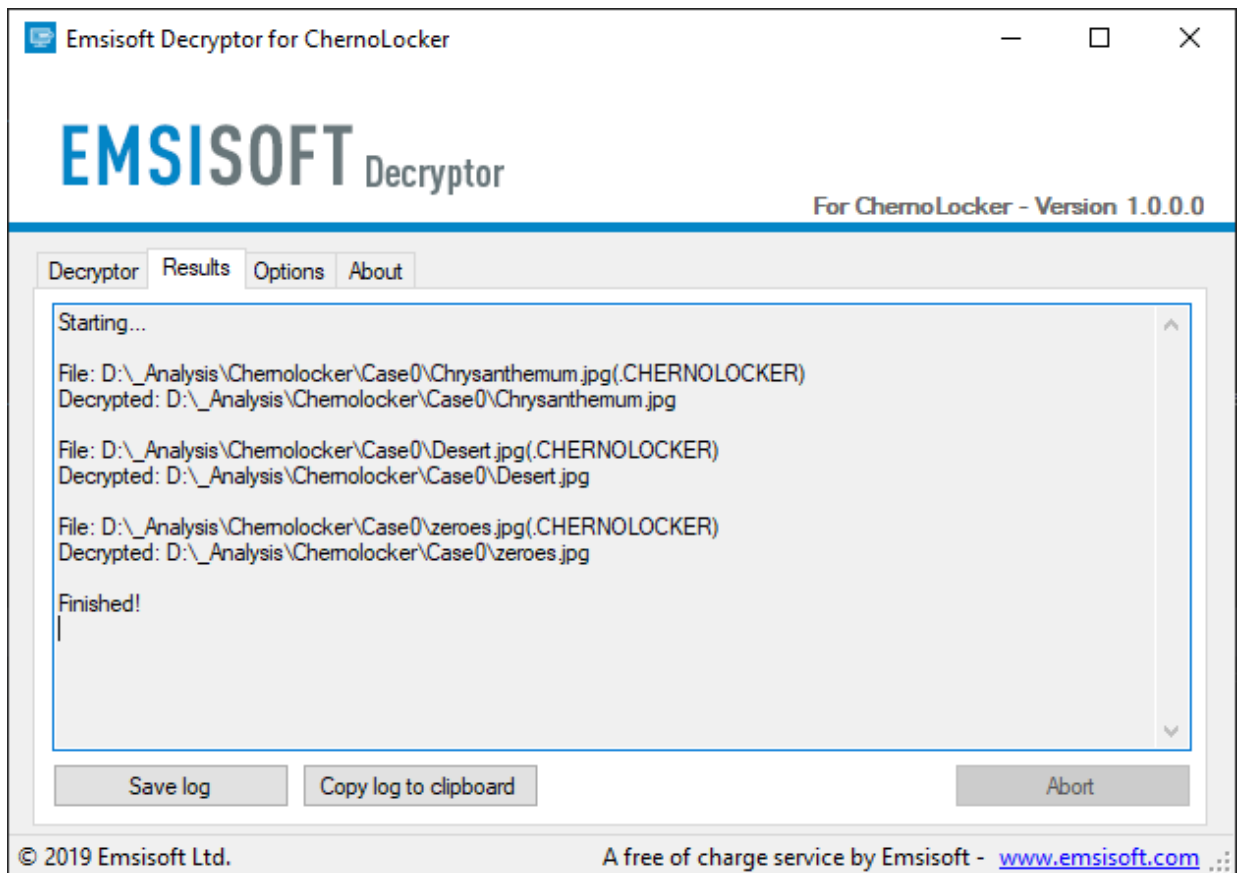 Emsisoft Decryptor for ChernoLocker
EMSISOFT Decryptor
For ChernoLocker - Version 1.0.0.0
Decryptor Results Options About
Starting...
File: D:\_Analysis\Chernolocker\Case0\Chrysanthemum.jpg(.CHERNOLOCKER)
Decrypted: D:\_Analysis\Chernolocker\Case0\Chrysanthemum.jpg
File: D:\_Analysis\Chernolocker\Case0\Desert.jpg(.CHERNOLOCKER)
Decrypted: D:\_Analysis\Chernolocker\Case0\Desert.jpg
File: D:\_Analysis\Chernolocker\Case0\zeroes.jpg(.CHERNOLOCKER)
Decrypted: D:\_Analysis\Chernolocker\Case0\zeroes.jpg
Finished!
Save log Copy log to clipboard Abort
© 2019 Emsisoft Ltd. A free of charge service by Emsisoft - www.emsisoft.com